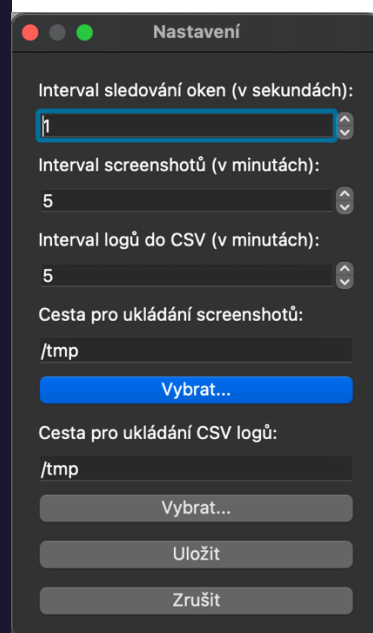 Nastavení
Interval sledování oken (v sekundách):
1
Interval screenshotů (v minutách):
5
Interval logů do CSV (v minutách):
5
Cesta pro ukládání screenshotů:
/tmp
Vybrat...
Cesta pro ukládání CSV logů:
/tmp
Vybrat...
Uložit
Zrušit